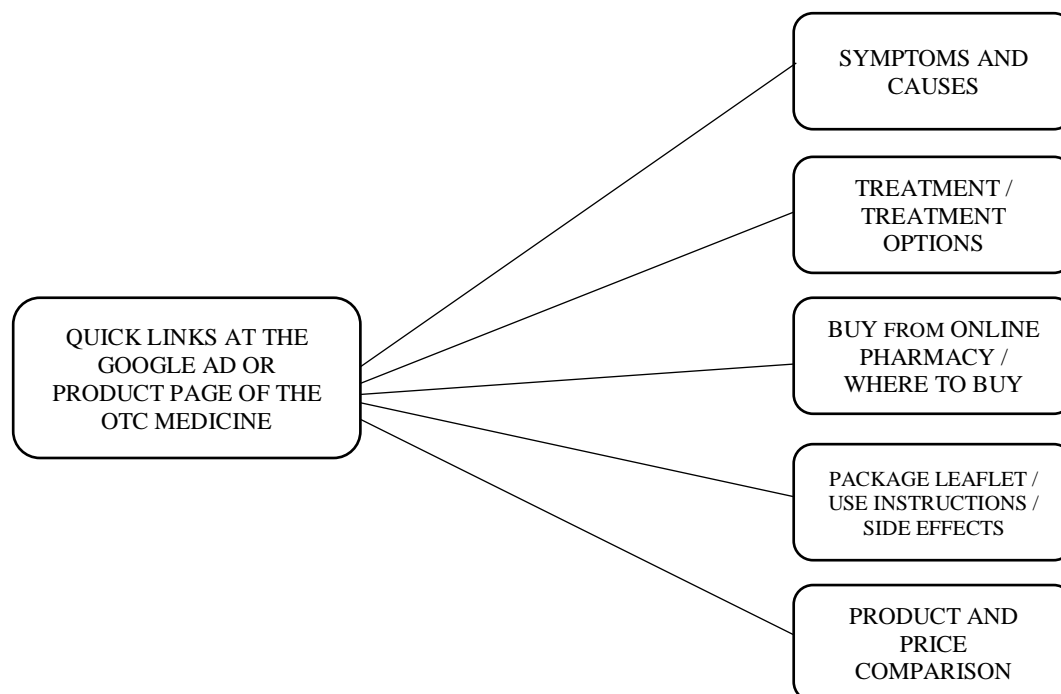 SYMPTOMS AND
CAUSES
TREATMENT /
TREATMENT
OPTIONS
QUICK LINKS AT THE
GOOGLE AD OR
PRODUCT PAGE OF THE
OTC MEDICINE
BUY FROM ONLINE
PHARMACY /
WHERE TO BUY
PACKAGE LEAFLET /
USE INSTRUCTIONS /
SIDE EFFECTS
PRODUCT AND
PRICE
COMPARISON